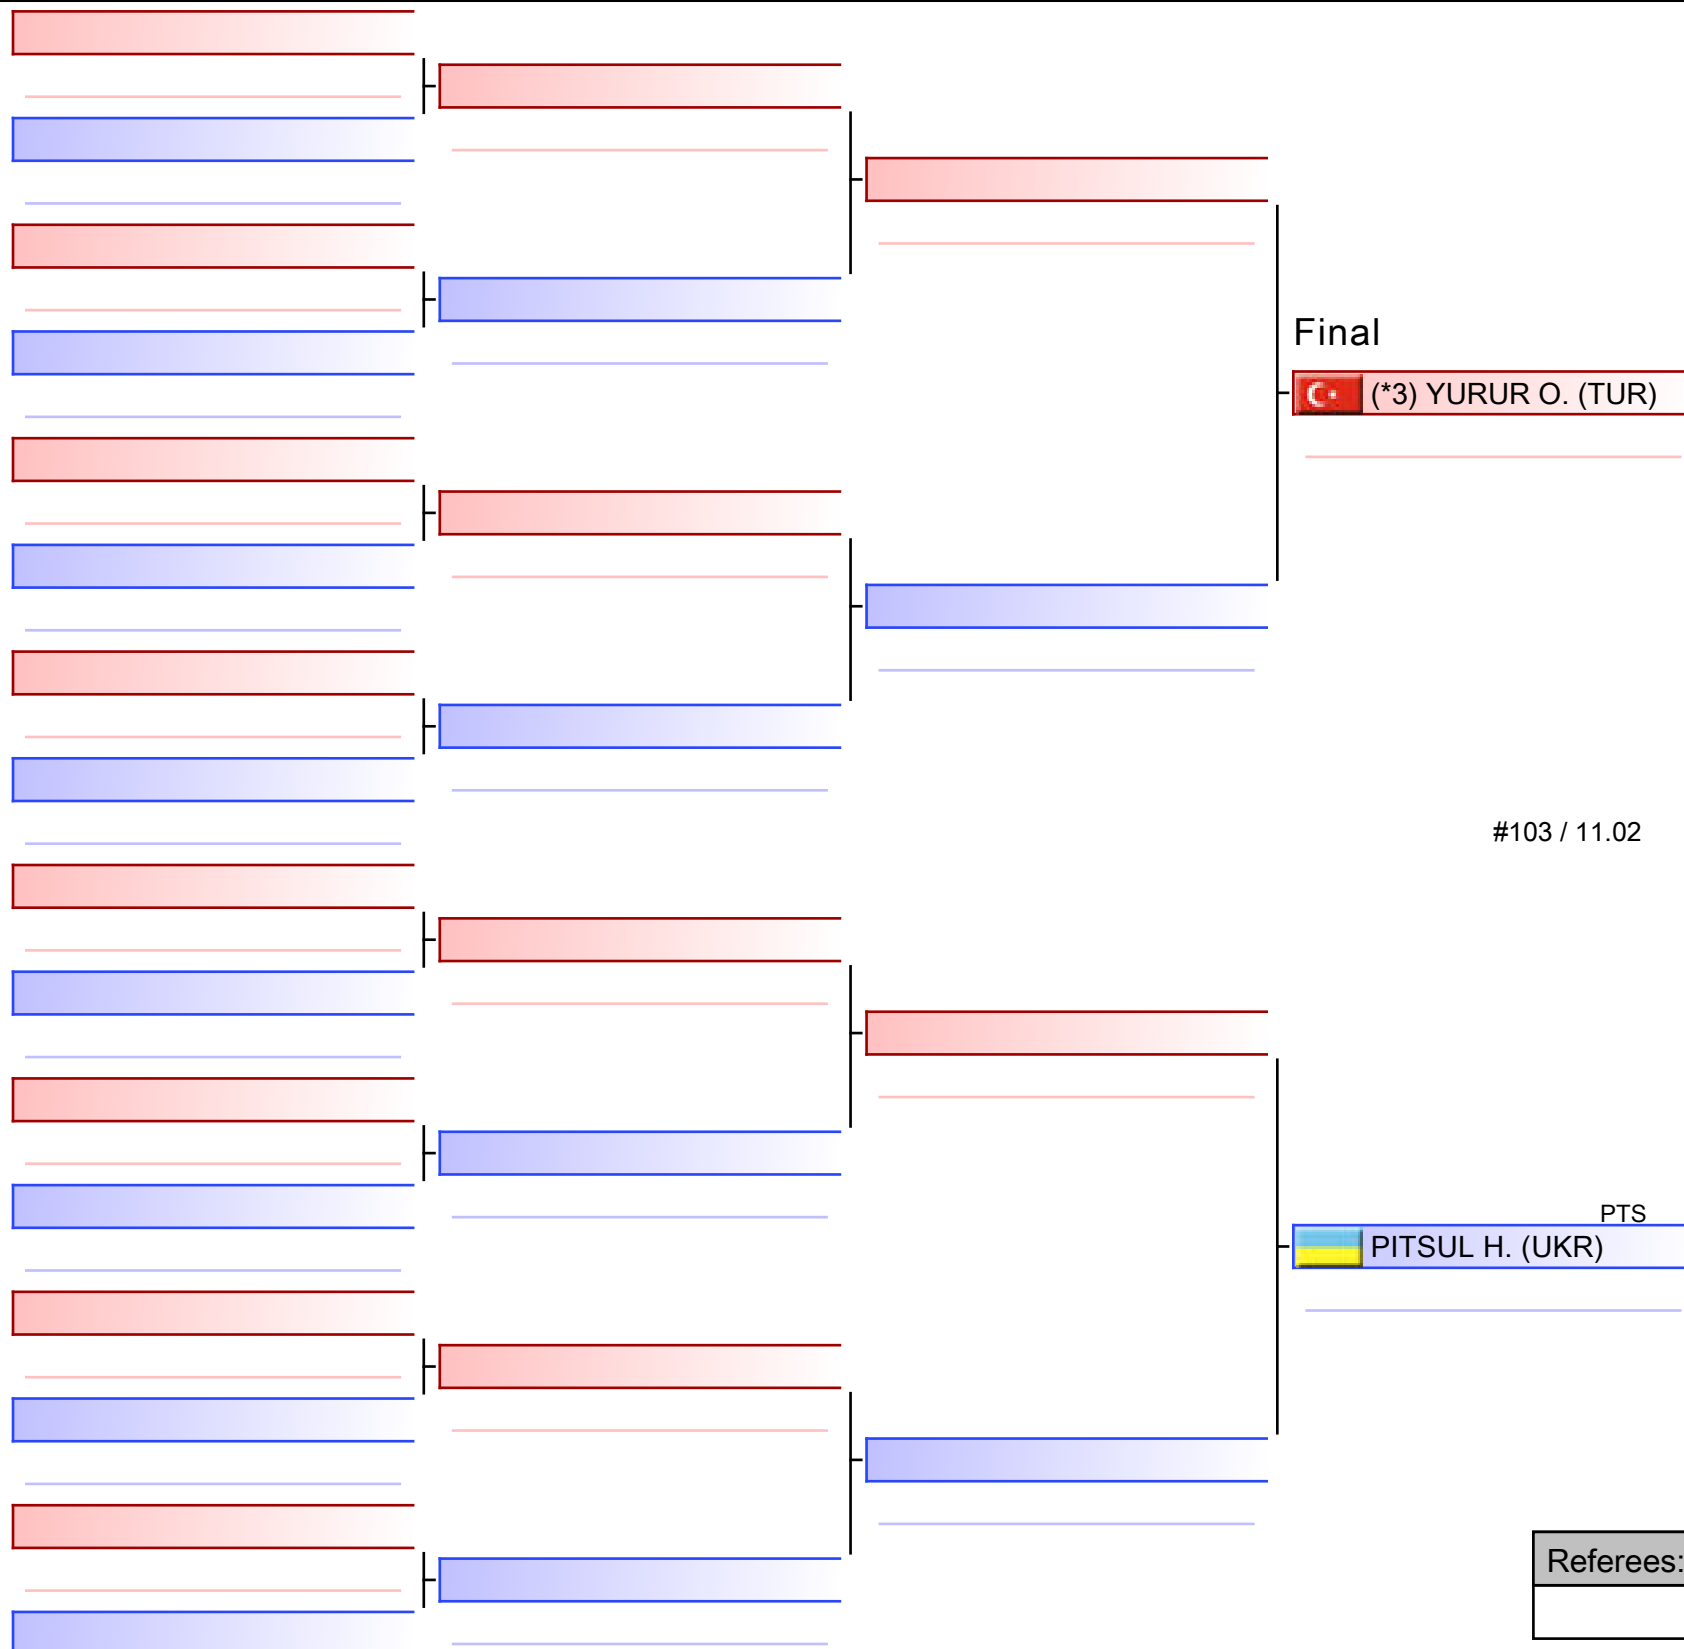 Final
(*3) YURUR O. (TUR)
#103 / 11.02
PTS
PITSUL H. (UKR)
Referees: